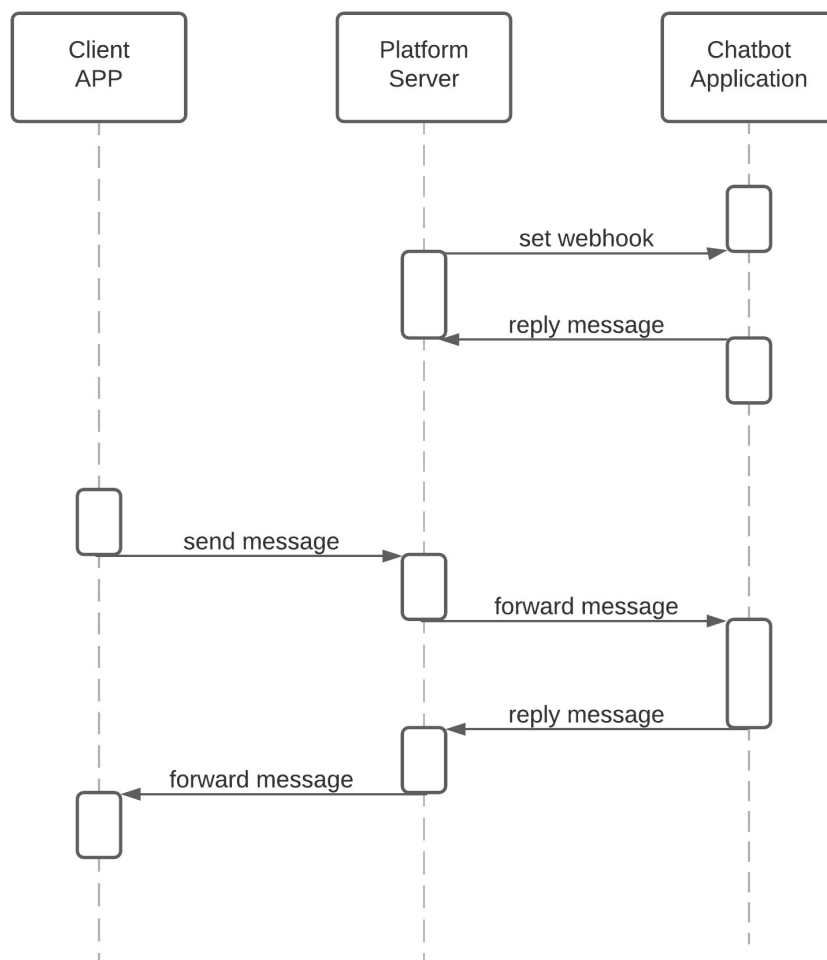 Client
APP
Platform
Server
Chatbot
Application
set webhook
reply message
send message
forward message
reply message
forward message